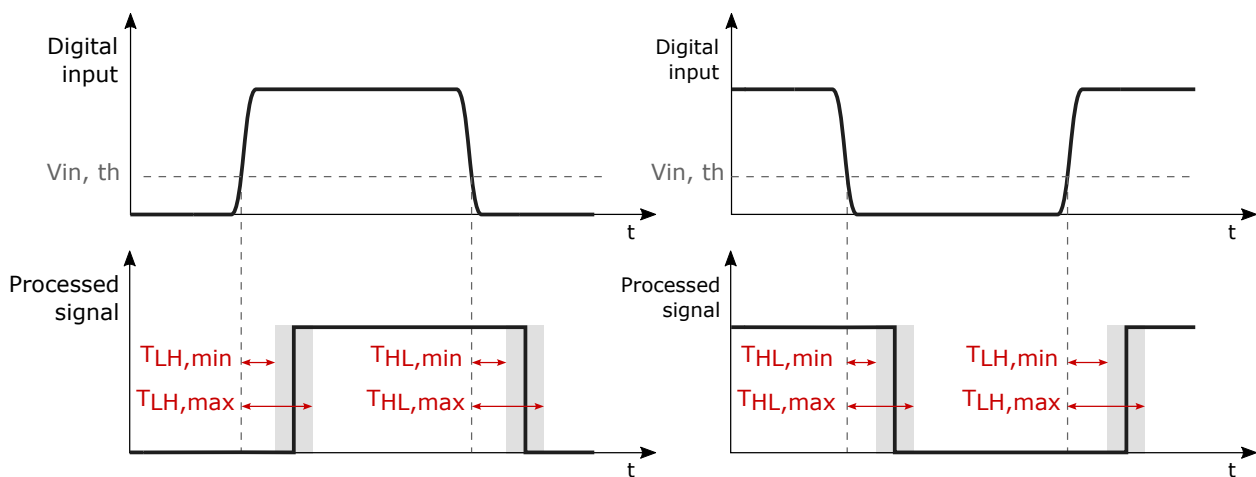 Digital
input
Vin, th
t
Processed
signal
TLH,min
THL,min
TLH,max
THL,max
t
Digital
input
Vin, th
t
Processed
signal
THL,min
TLH,min
THL,max
TLH,max
t